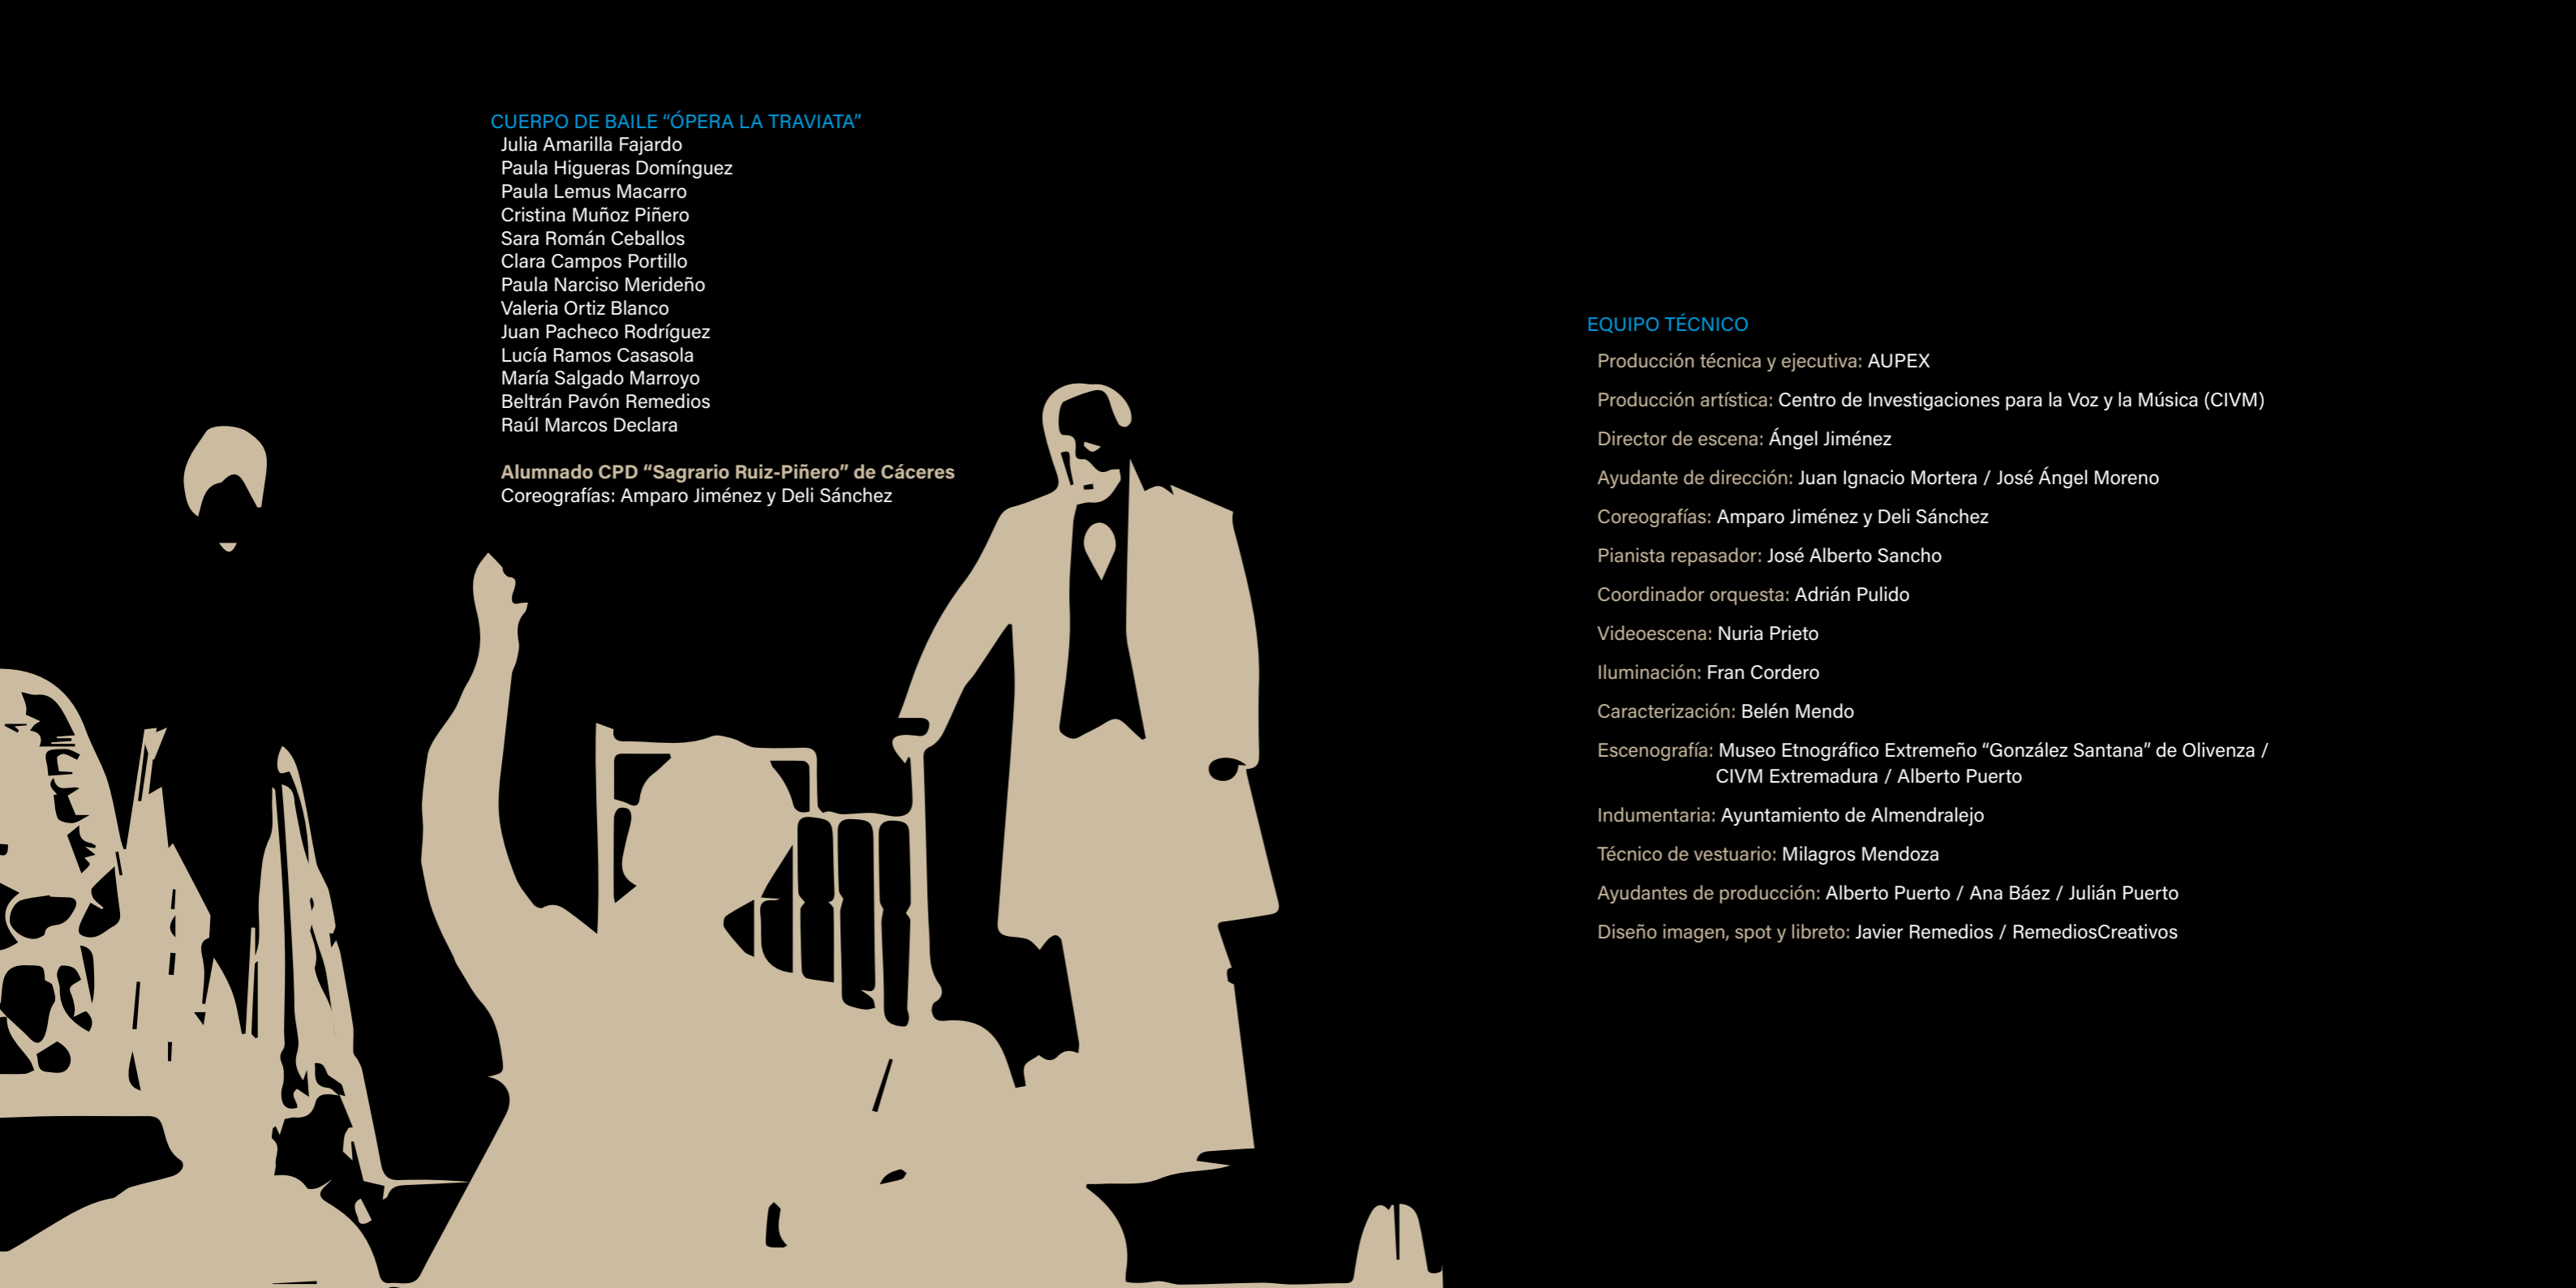 CUERPO DE BAILE “ÓPERA LA TRAVIATA”
Julia Amarilla Fajardo
Paula Higueras Domínguez
Paula Lemus Macarro
Cristina Muñoz Piñero
Sara Román Ceballos
Clara Campos Portillo
Paula Narciso Merideño
Valeria Ortiz Blanco
Juan Pacheco Rodríguez
Lucía Ramos Casasola
María Salgado Marroyo
Beltrán Pavón Remedios
Raúl Marcos Declara
Alumnado CPD “Sagrario Ruiz-Piñero” de Cáceres
Coreografías: Amparo Jiménez y Deli Sánchez
EQUIPO TÉCNICO
Producción técnica y ejecutiva: AUPEX
Producción artística: Centro de Investigaciones para la Voz y la Música (CIVM)
Director de escena: Ángel Jiménez
Ayudante de dirección: Juan Ignacio Mortera / José Ángel Moreno
Coreografías: Amparo Jiménez y Deli Sánchez
Pianista repasador: José Alberto Sancho
Coordinador orquesta: Adrián Pulido
Videoescena: Nuria Prieto
Iluminación: Fran Cordero
Caracterización: Belén Mendo
Escenografía: Museo Etnográfico Extremeño “González Santana” de Olivenza /
CIVM Extremadura / Alberto Puerto
Indumentaria: Ayuntamiento de Almendralejo
Técnico de vestuario: Milagros Mendoza
Ayudantes de producción: Alberto Puerto / Ana Báez / Julián Puerto
Diseño imagen, spot y libreto: Javier Remedios / RemediosCreativos